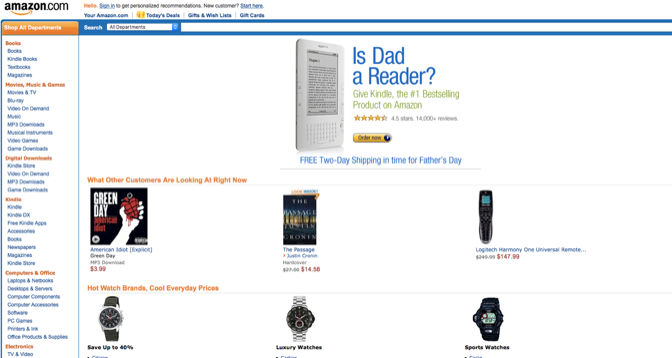 amazon.com
Hello. Sign in to get personalized recommendations. New customer? Start here.
Your Amazon.com | Today's Deals | Gifts & Wish Lists | Gift Cards
Shop All Departments
Search All Departments
Books
Books
Kindle Books
Textbooks
Magazines
Movies, Music & Games
Movies & TV
Blu-ray
Video On Demand
Music
MP3 Downloads
Musical Instruments
Video Games
Game Downloads
Digital Downloads
Kindle Store
Video On Demand
MP3 Downloads
Game Downloads
Kindle
Kindle
Kindle DX
Free Kindle Apps
Accessories
Books
Newspapers
Magazines
Kindle Store
Computers & Office
Laptops & Netbooks
Desktops & Servers
Computer Components
Computer Accessories
Software
PC Games
Printers & Ink
Office Products & Supplies
Electronics
TV & Video
Is Dad
a Reader?
Give Kindle, the #1 Bestselling
Product on Amazon
4.5 stars, 14,000+ reviews.
Order now
FREE Two-Day Shipping in time for Father's Day
What Other Customers Are Looking At Right Now
GREEN
DAY
american
idiot
LOOK INSIDE!
THE
PASSAGE
JUSTIN
CRONIN
American Idiot [Explicit]
Green Day
MP3 Download
$3.99
The Passage
Justin Cronin
Hardcover
$27.00 $14.58
Logitech Harmony One Universal Remote...
$249.99 $147.99
Hot Watch Brands, Cool Everyday Prices
Save Up to 40%
Luxury Watches
Sports Watches